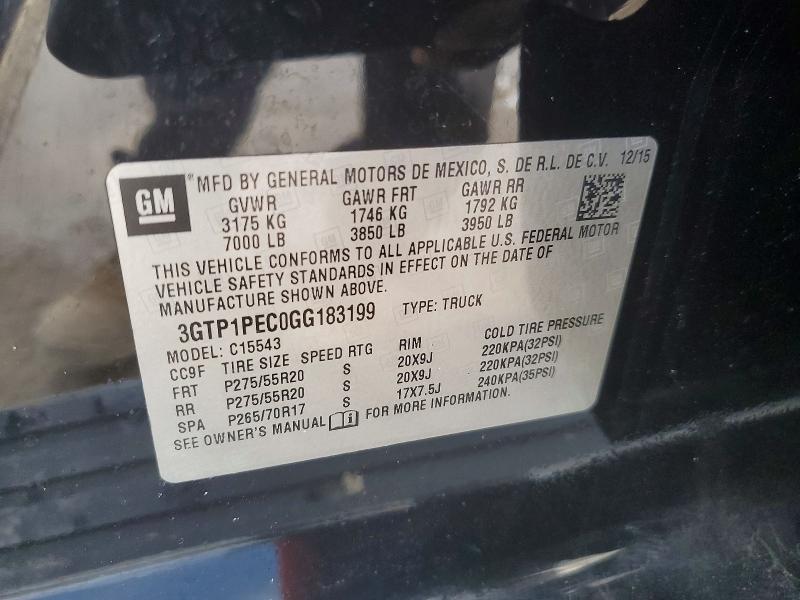 GM
® MFD BY GENERAL MOTORS DE MEXICO, S. DE R.L. DE C.V. 12/15
GVWR GAWR FRT GAWR RR
3175 KG 1746 KG 1792 KG
7000 LB 3850 LB 3950 LB
THIS VEHICLE CONFORMS TO ALL APPLICABLE U.S. FEDERAL MOTOR
VEHICLE SAFETY STANDARDS IN EFFECT ON THE DATE OF
MANUFACTURE SHOWN ABOVE.
3GTP1PEC0GG183199 TYPE: TRUCK
MODEL: C15543
CC9F TIRE SIZE SPEED RTG RIM COLD TIRE PRESSURE
FRT P275/55R20 S 20X9J 220KPA(32PSI)
RR P275/55R20 S 20X9J 220KPA(32PSI)
SPA P265/70R17 S 17X7.5J 240KPA(35PSI)
SEE OWNER'S MANUAL FOR MORE INFORMATION.